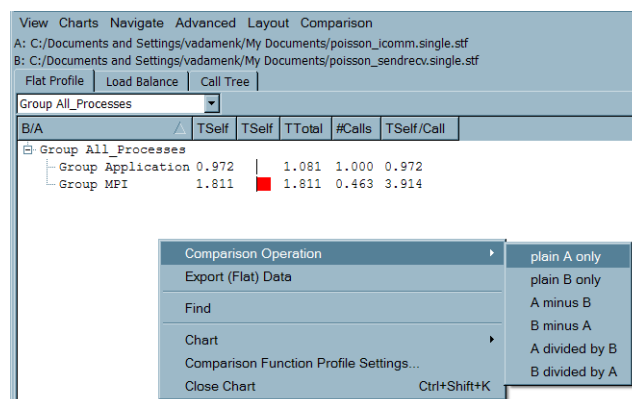 View Charts Navigate Advanced Layout Comparison
A: C:/Documents and Settings/vadamenk/My Documents/poisson_icomm.single.stf
B: C:/Documents and Settings/vadamenk/My Documents/poisson_sendrecv.single.stf
Flat Profile Load Balance Call Tree
Group All_Processes
B/A TSelf TSelf TTotal #Calls TSelf/Call
Group All_Processes
Group Application 0.972 1.081 1.000 0.972
Group MPI 1.811 1.811 0.463 3.914
Comparison Operation
Export (Flat) Data
Find
Chart
Comparison Function Profile Settings...
Close Chart Ctrl+Shift+K
plain A only
plain B only
A minus B
B minus A
A divided by B
B divided by A